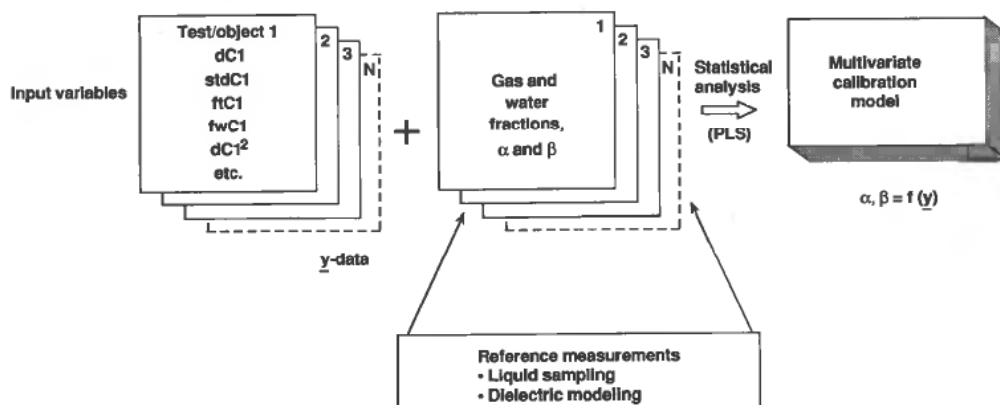 Input variables
Test/object 1
dC1
stdC1
ftC1
fwC1
dC1²
etc.
2
3
N
y-data
+
1
2
3
N
Gas and
water
fractions,
α and β
Statistical
analysis
(PLS)
Multivariate
calibration
model
α, β = f (y)
Reference measurements
• Liquid sampling
• Dielectric modeling